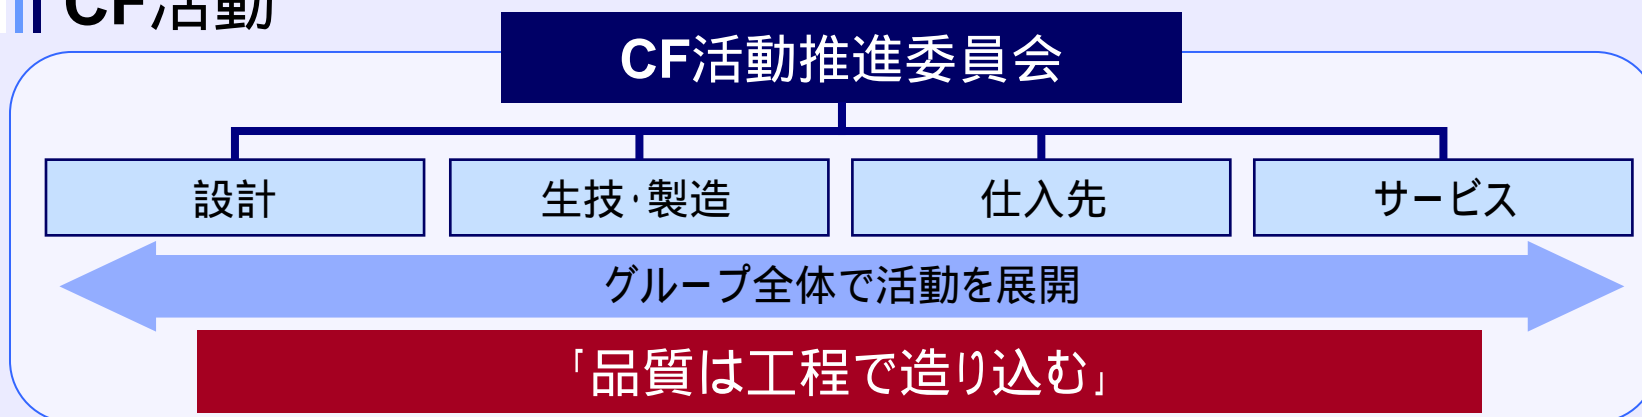 CF活動
CF活動推進委員会
設計
生技・製造
仕入先
サービス
グループ全体で活動を展開
「品質は工程で造り込む」